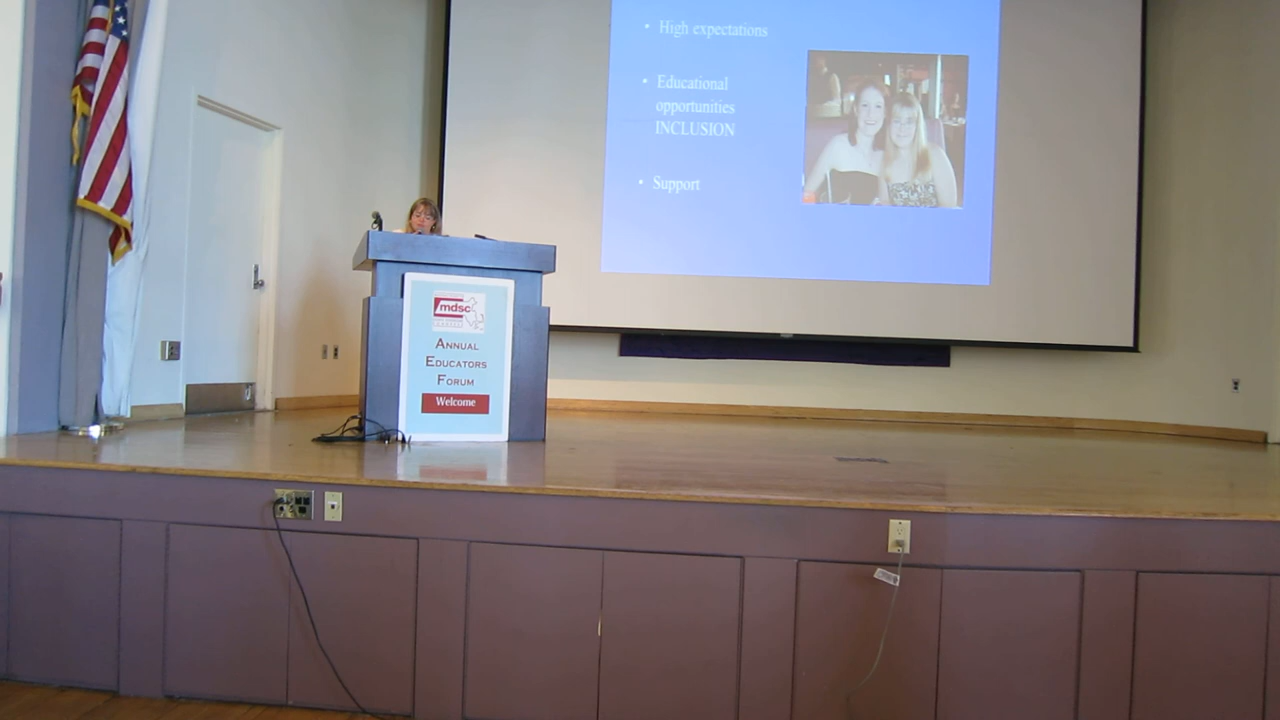 • High expectations
• Educational
opportunities
INCLUSION
• Support
mdsc
ANNUAL
EDUCATORS
FORUM
Welcome